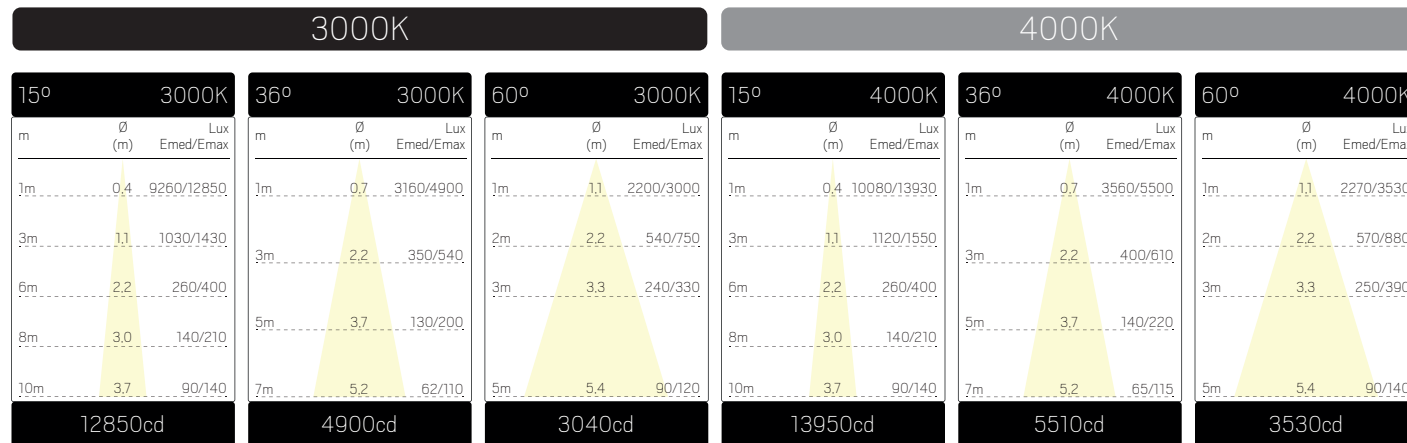 3000K
4000K
15º 3000K
m Ø (m) Lux Emed/Emax
1m 0,4 9260/12850
3m 1,1 1030/1430
6m 2,2 260/400
8m 3,0 140/210
10m 3,7 90/140
12850cd
36º 3000K
m Ø (m) Lux Emed/Emax
1m 0,7 3160/4900
3m 2,2 350/540
5m 3,7 130/200
7m 5,2 62/110
4900cd
60º 3000K
m Ø (m) Lux Emed/Emax
1m 1,1 2200/3000
2m 2,2 540/750
3m 3,3 240/330
5m 5,4 90/120
3040cd
15º 4000K
m Ø (m) Lux Emed/Emax
1m 0,4 10080/13930
3m 1,1 1120/1550
6m 2,2 260/400
8m 3,0 140/210
10m 3,7 90/140
13950cd
36º 4000K
m Ø (m) Lux Emed/Emax
1m 0,7 3560/5500
3m 2,2 400/610
5m 3,7 140/220
7m 5,2 65/115
5510cd
60º 4000K
m Ø (m) Lux Emed/Emax
1m 1,1 2270/3530
2m 2,2 570/880
3m 3,3 250/390
5m 5,4 90/140
3530cd